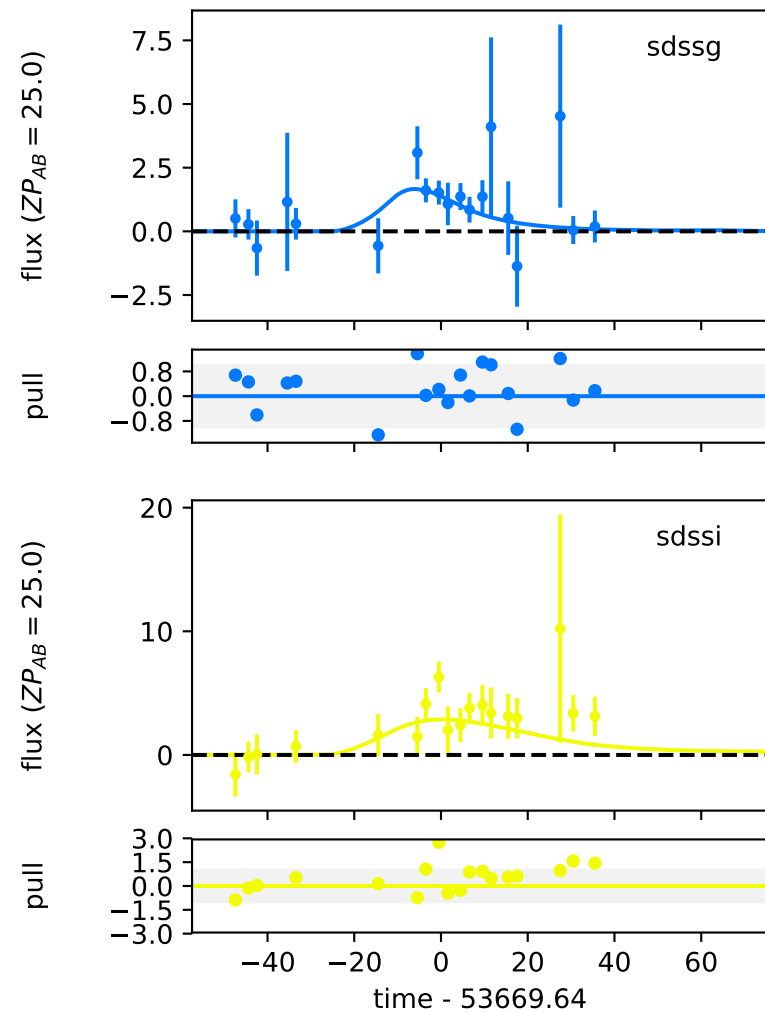 flux (ZP_AB = 25.0)
sdssg
7.5
5.0
2.5
0.0
−2.5
pull
0.8
0.0
−0.8
flux (ZP_AB = 25.0)
sdssi
20
10
0
pull
3.0
1.5
0.0
−1.5
−3.0
−40 −20 0 20 40 60
time - 53669.64